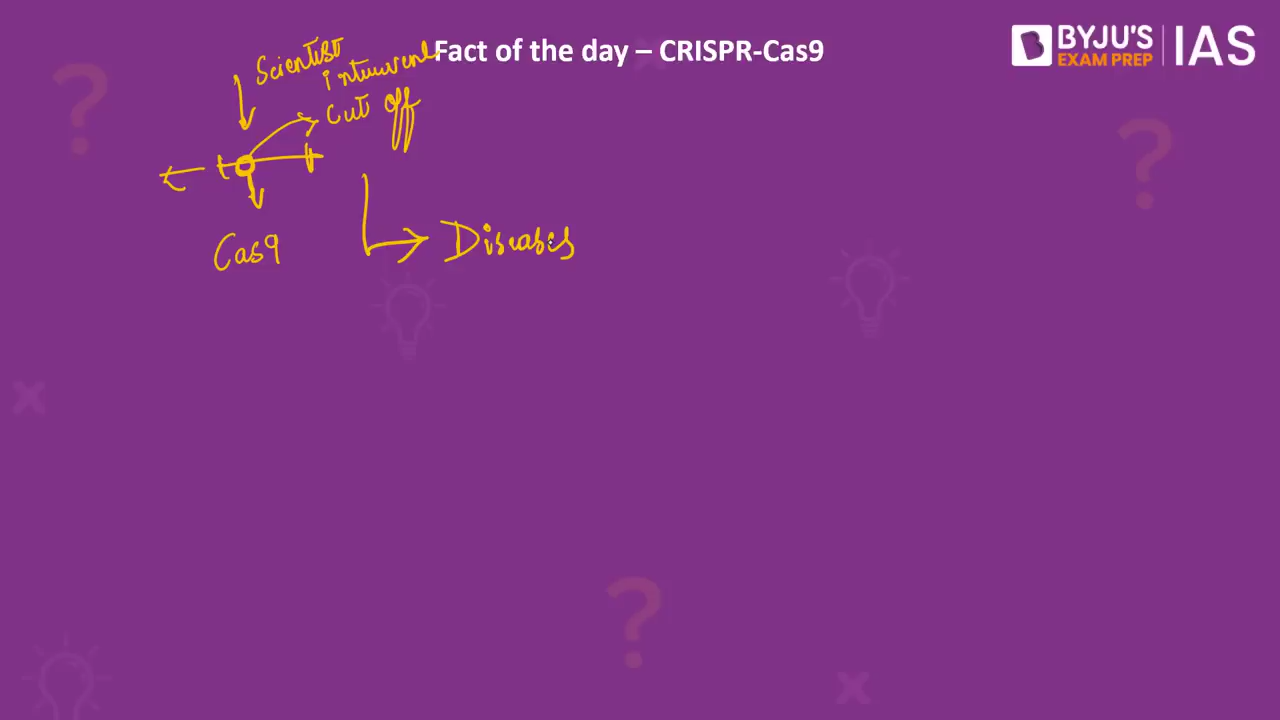 Fact of the day – CRISPR-Cas9
BYJU'S
EXAM PREP
IAS
Scientist
intervene
Cut off
Cas9
Diseases